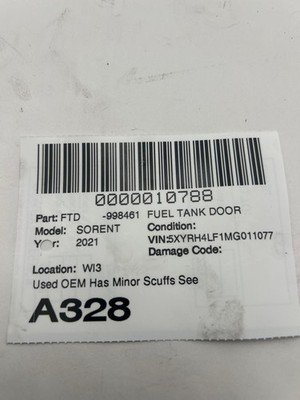 0000010788
Part: FTD -998461 FUEL TANK DOOR
Model: SORENT Condition:
2021 VIN:5XYRH4LF1MG011077
Damage Code:
Location: WI3
Used OEM Has Minor Scuffs See
A328